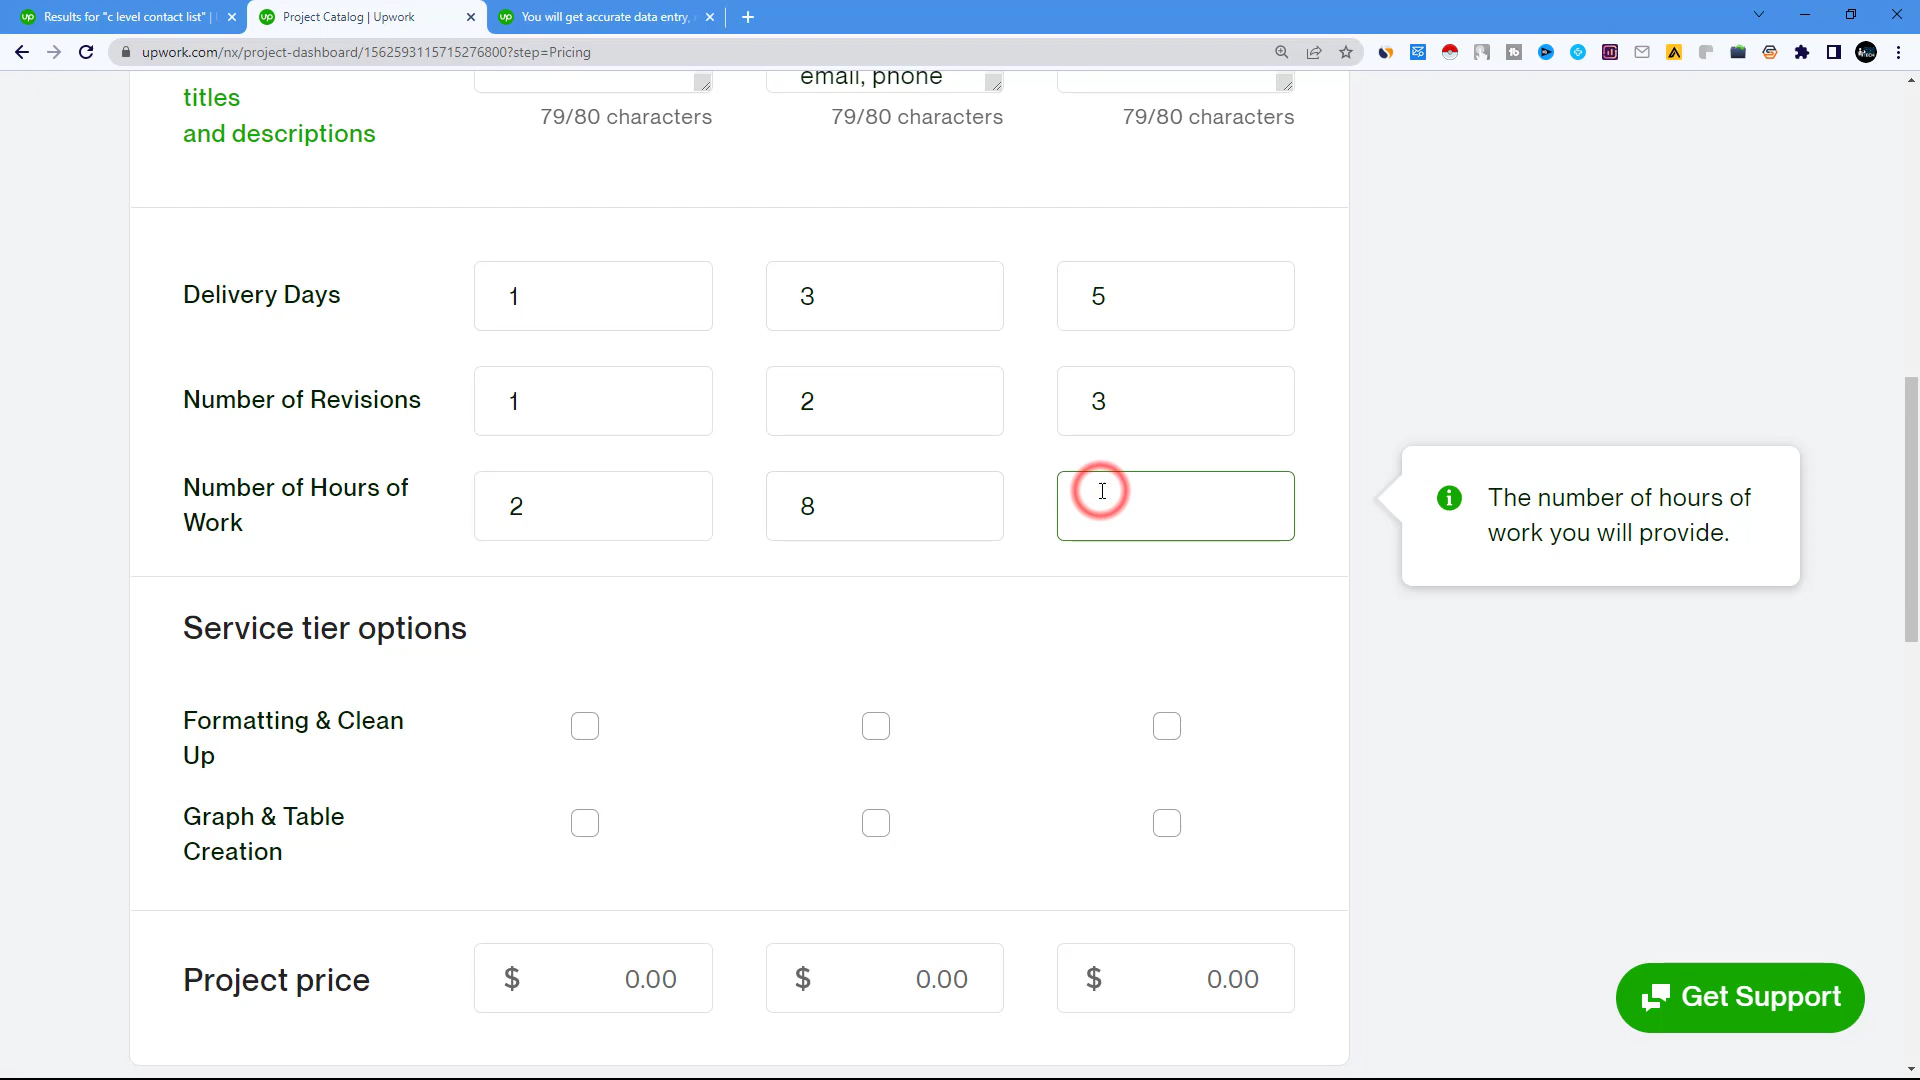 Results for "c level contact list" |
Project Catalog | Upwork
You will get accurate data entry,
upwork.com/nx/project-dashboard/1562593115715276800?step=Pricing
titles
and descriptions
email, phone
79/80 characters
79/80 characters
79/80 characters
Delivery Days
1
3
5
Number of Revisions
1
2
3
Number of Hours of
Work
2
8
The number of hours of
work you will provide.
Service tier options
Formatting & Clean
Up
Graph & Table
Creation
Project price
$ 0.00
$ 0.00
$ 0.00
Get Support